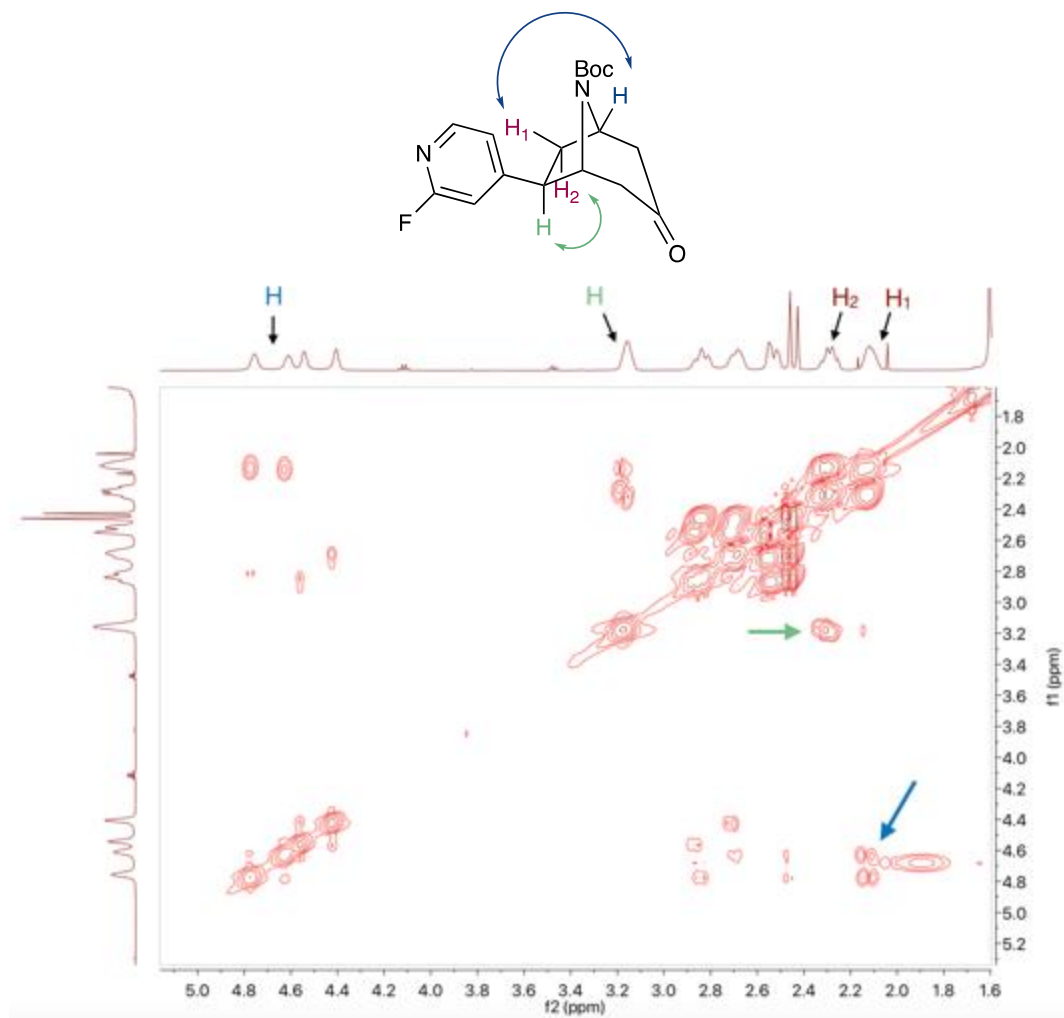 Boc
N
H
H₁
N
H₂
H
F
O
H
H
H₂
H₁
1.8
2.0
2.2
2.4
2.6
2.8
3.0
3.2
3.4
3.6
3.8
4.0
4.2
4.4
4.6
4.8
5.0
5.2
f1 (ppm)
5.0 4.8 4.6 4.4 4.2 4.0 3.8 3.6 3.4 3.2 3.0 2.8 2.6 2.4 2.2 2.0 1.8 1.6
f2 (ppm)